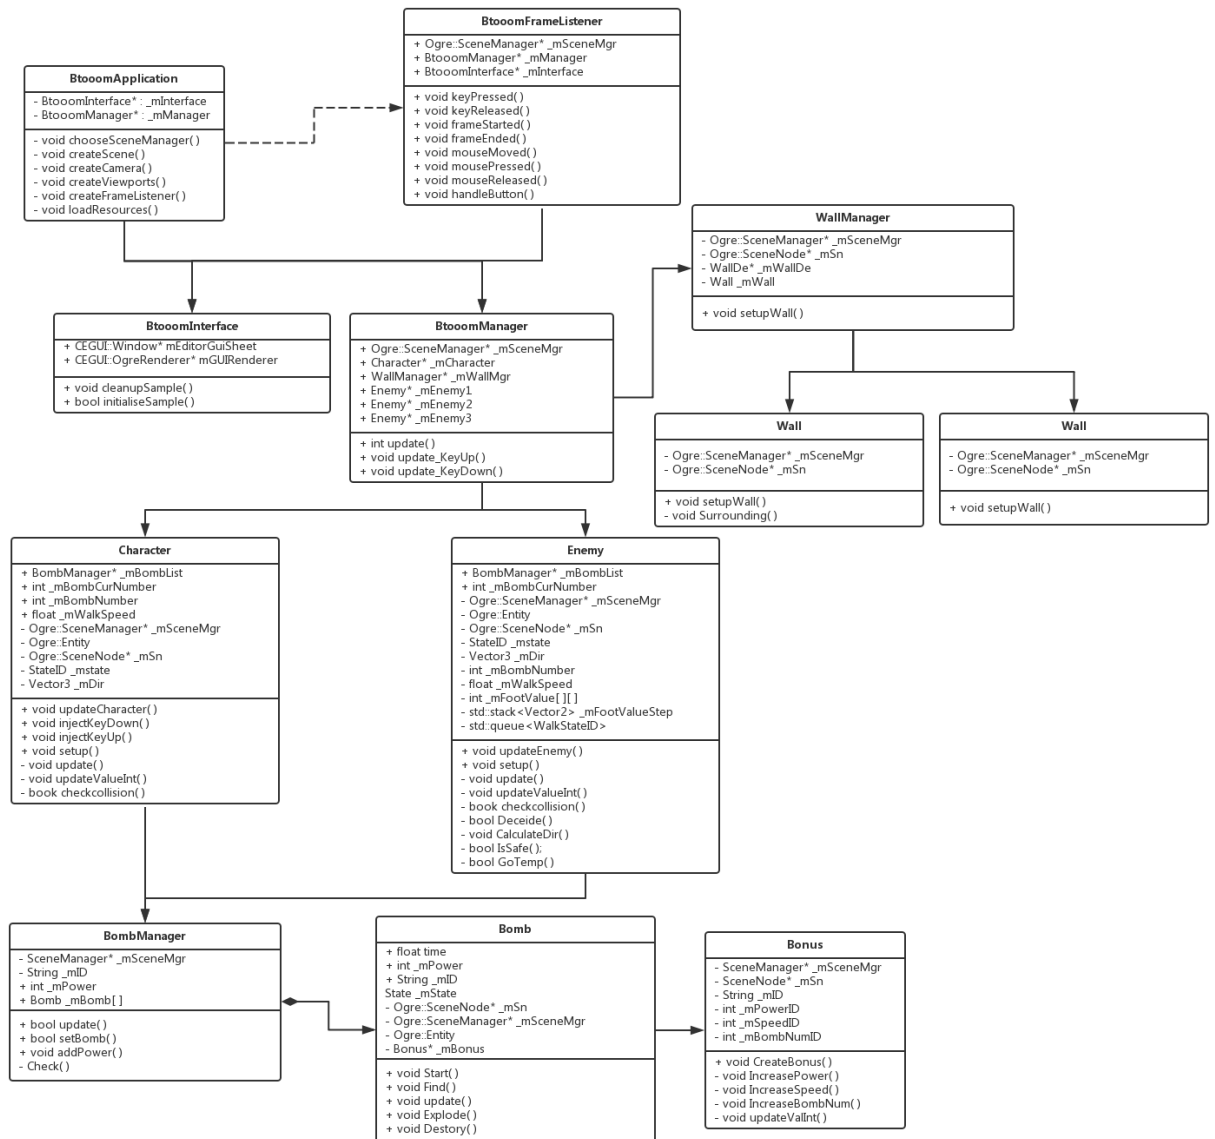 BtooomFrameListener
+ Ogre::SceneManager* _mSceneMgr
+ BtooomManager* _mManager
+ BtooomInterface* _mInterface
+ void keyPressed( )
+ void keyReleased( )
+ void frameStarted( )
+ void frameEnded( )
+ void mouseMoved( )
+ void mousePressed( )
+ void mouseReleased( )
+ void handleButton( )
BtooomApplication
- BtooomInterface* : _mInterface
- BtooomManager* : _mManager
- void chooseSceneManager( )
- void createScene( )
- void createCamera( )
- void createViewports( )
- void createFrameListener( )
- void loadResources( )
WallManager
- Ogre::SceneManager* _mSceneMgr
- Ogre::SceneNode* _mSn
- WallDe* _mWallDe
- Wall _mWall
+ void setupWall( )
BtooomInterface
+ CEGUI::Window* mEditorGuiSheet
+ CEGUI::OgreRenderer* mGUIRenderer
+ void cleanupSample( )
+ bool initialiseSample( )
BtooomManager
+ Ogre::SceneManager* _mSceneMgr
+ Character* _mCharacter
+ WallManager* _mWallMgr
+ Enemy* _mEnemy1
+ Enemy* _mEnemy2
+ Enemy* _mEnemy3
+ int update( )
+ void update_KeyUp( )
+ void update_KeyDown( )
Wall
- Ogre::SceneManager* _mSceneMgr
- Ogre::SceneNode* _mSn
+ void setupWall( )
- void Surrounding( )
Wall
- Ogre::SceneManager* _mSceneMgr
- Ogre::SceneNode* _mSn
+ void setupWall( )
Character
+ BombManager* _mBombList
+ int _mBombCurNumber
+ int _mBombNumber
+ float _mWalkSpeed
- Ogre::SceneManager* _mSceneMgr
- Ogre::Entity
- Ogre::SceneNode* _mSn
- StateID _mstate
- Vector3 _mDir
+ void updateCharacter( )
+ void injectKeyDown( )
+ void injectKeyUp( )
+ void setup( )
- void update( )
- void updateValueInt( )
- book checkcollision( )
Enemy
+ BombManager* _mBombList
+ int _mBombCurNumber
- Ogre::SceneManager* _mSceneMgr
- Ogre::Entity
- Ogre::SceneNode* _mSn
- StateID _mstate
- Vector3 _mDir
- int _mBombNumber
- float _mWalkSpeed
- int _mFootValue[ ][ ]
- std::stack<Vector2> _mFootValueStep
- std::queue<WalkStateID>
+ void updateEnemy( )
+ void setup( )
- void update( )
- void updateValueInt( )
- book checkcollision( )
- bool Deceide( )
- void CalculateDir( )
- bool IsSafe( );
- bool GoTemp( )
BombManager
- SceneManager* _mSceneMgr
- String _mID
+ int _mPower
+ Bomb _mBomb[ ]
+ bool update( )
+ bool setBomb( )
+ void addPower( )
- Check( )
Bomb
+ float time
+ int _mPower
+ String _mID
State _mState
- Ogre::SceneNode* _mSn
- Ogre::SceneManager* _mSceneMgr
- Ogre::Entity
- Bonus* _mBonus
+ void Start( )
+ void Find( )
+ void update( )
+ void Explode( )
+ void Destory( )
Bonus
- SceneManager* _mSceneMgr
- SceneNode* _mSn
- String _mID
- int _mPowerID
- int _mSpeedID
- int _mBombNumID
+ void CreateBonus( )
- void IncreasePower( )
- void IncreaseSpeed( )
- void IncreaseBombNum( )
- void updateValInt( )